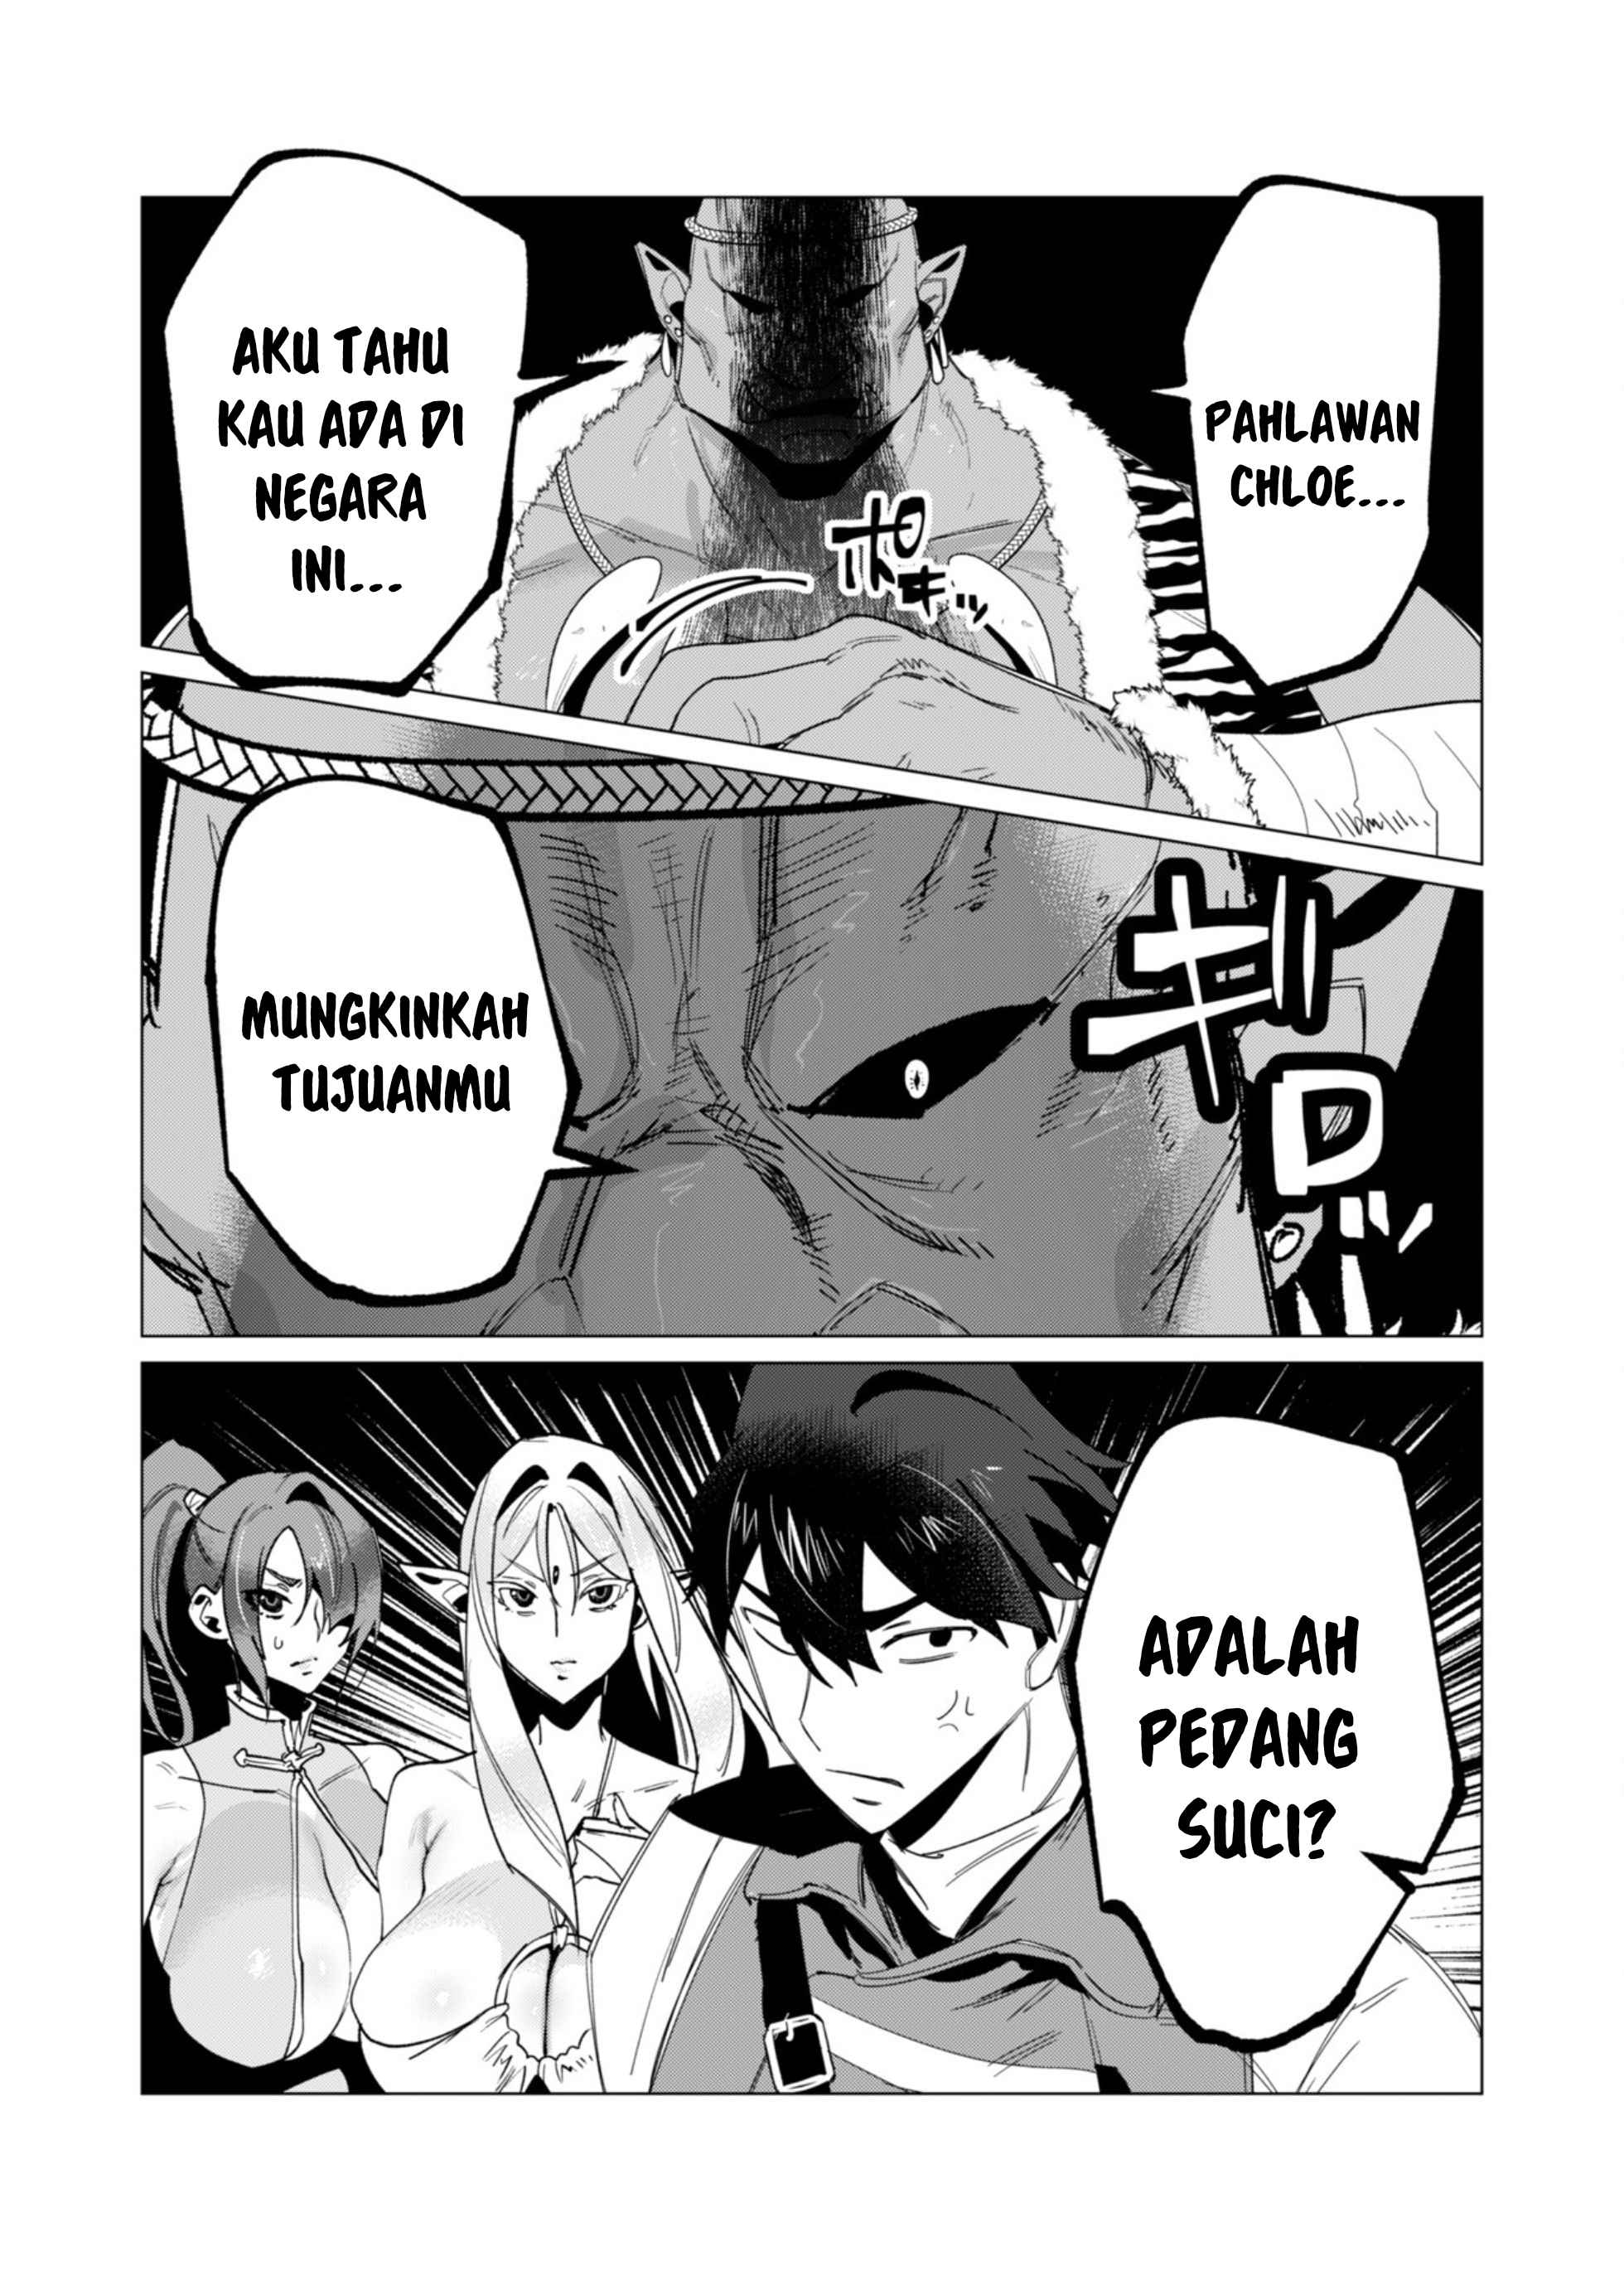 PAHLAWAN
CHLOE...
AKU TAHU
KAU ADA DI
NEGARA
INI...
ポキッ
MUNGKINKAH
TUJUANMU
ギロッ
ADALAH
PEDANG
SUCI?